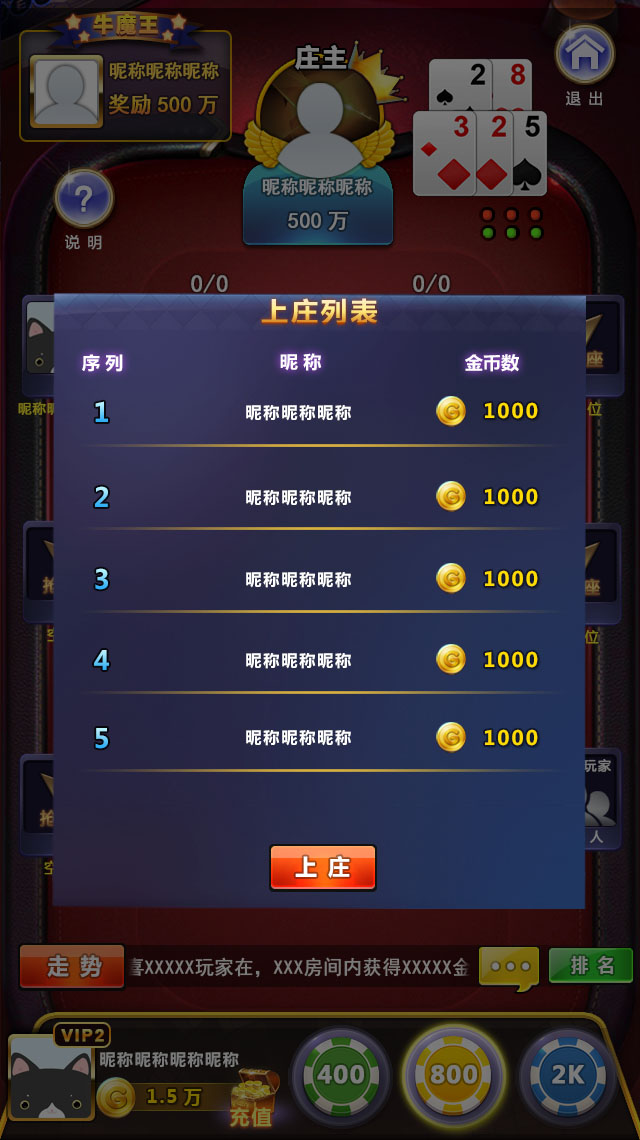 牛魔王
昵称昵称昵称
奖励 500 万
庄主
昵称昵称昵称
500 万
2 8
3 2 5
退出
?
说明
0/0 0/0
上庄列表
序列 昵称 金币数
1 昵称昵称昵称 1000
2 昵称昵称昵称 1000
3 昵称昵称昵称 1000
4 昵称昵称昵称 1000
5 昵称昵称昵称 1000
座
昵称
位
抢
座
空
位
玩家
抢
人
空
上庄
走势
喜XXXXX玩家在，XXX房间内获得XXXXX金
排名
VIP2
昵称昵称昵称昵称
1.5 万
充值
400
800
2K